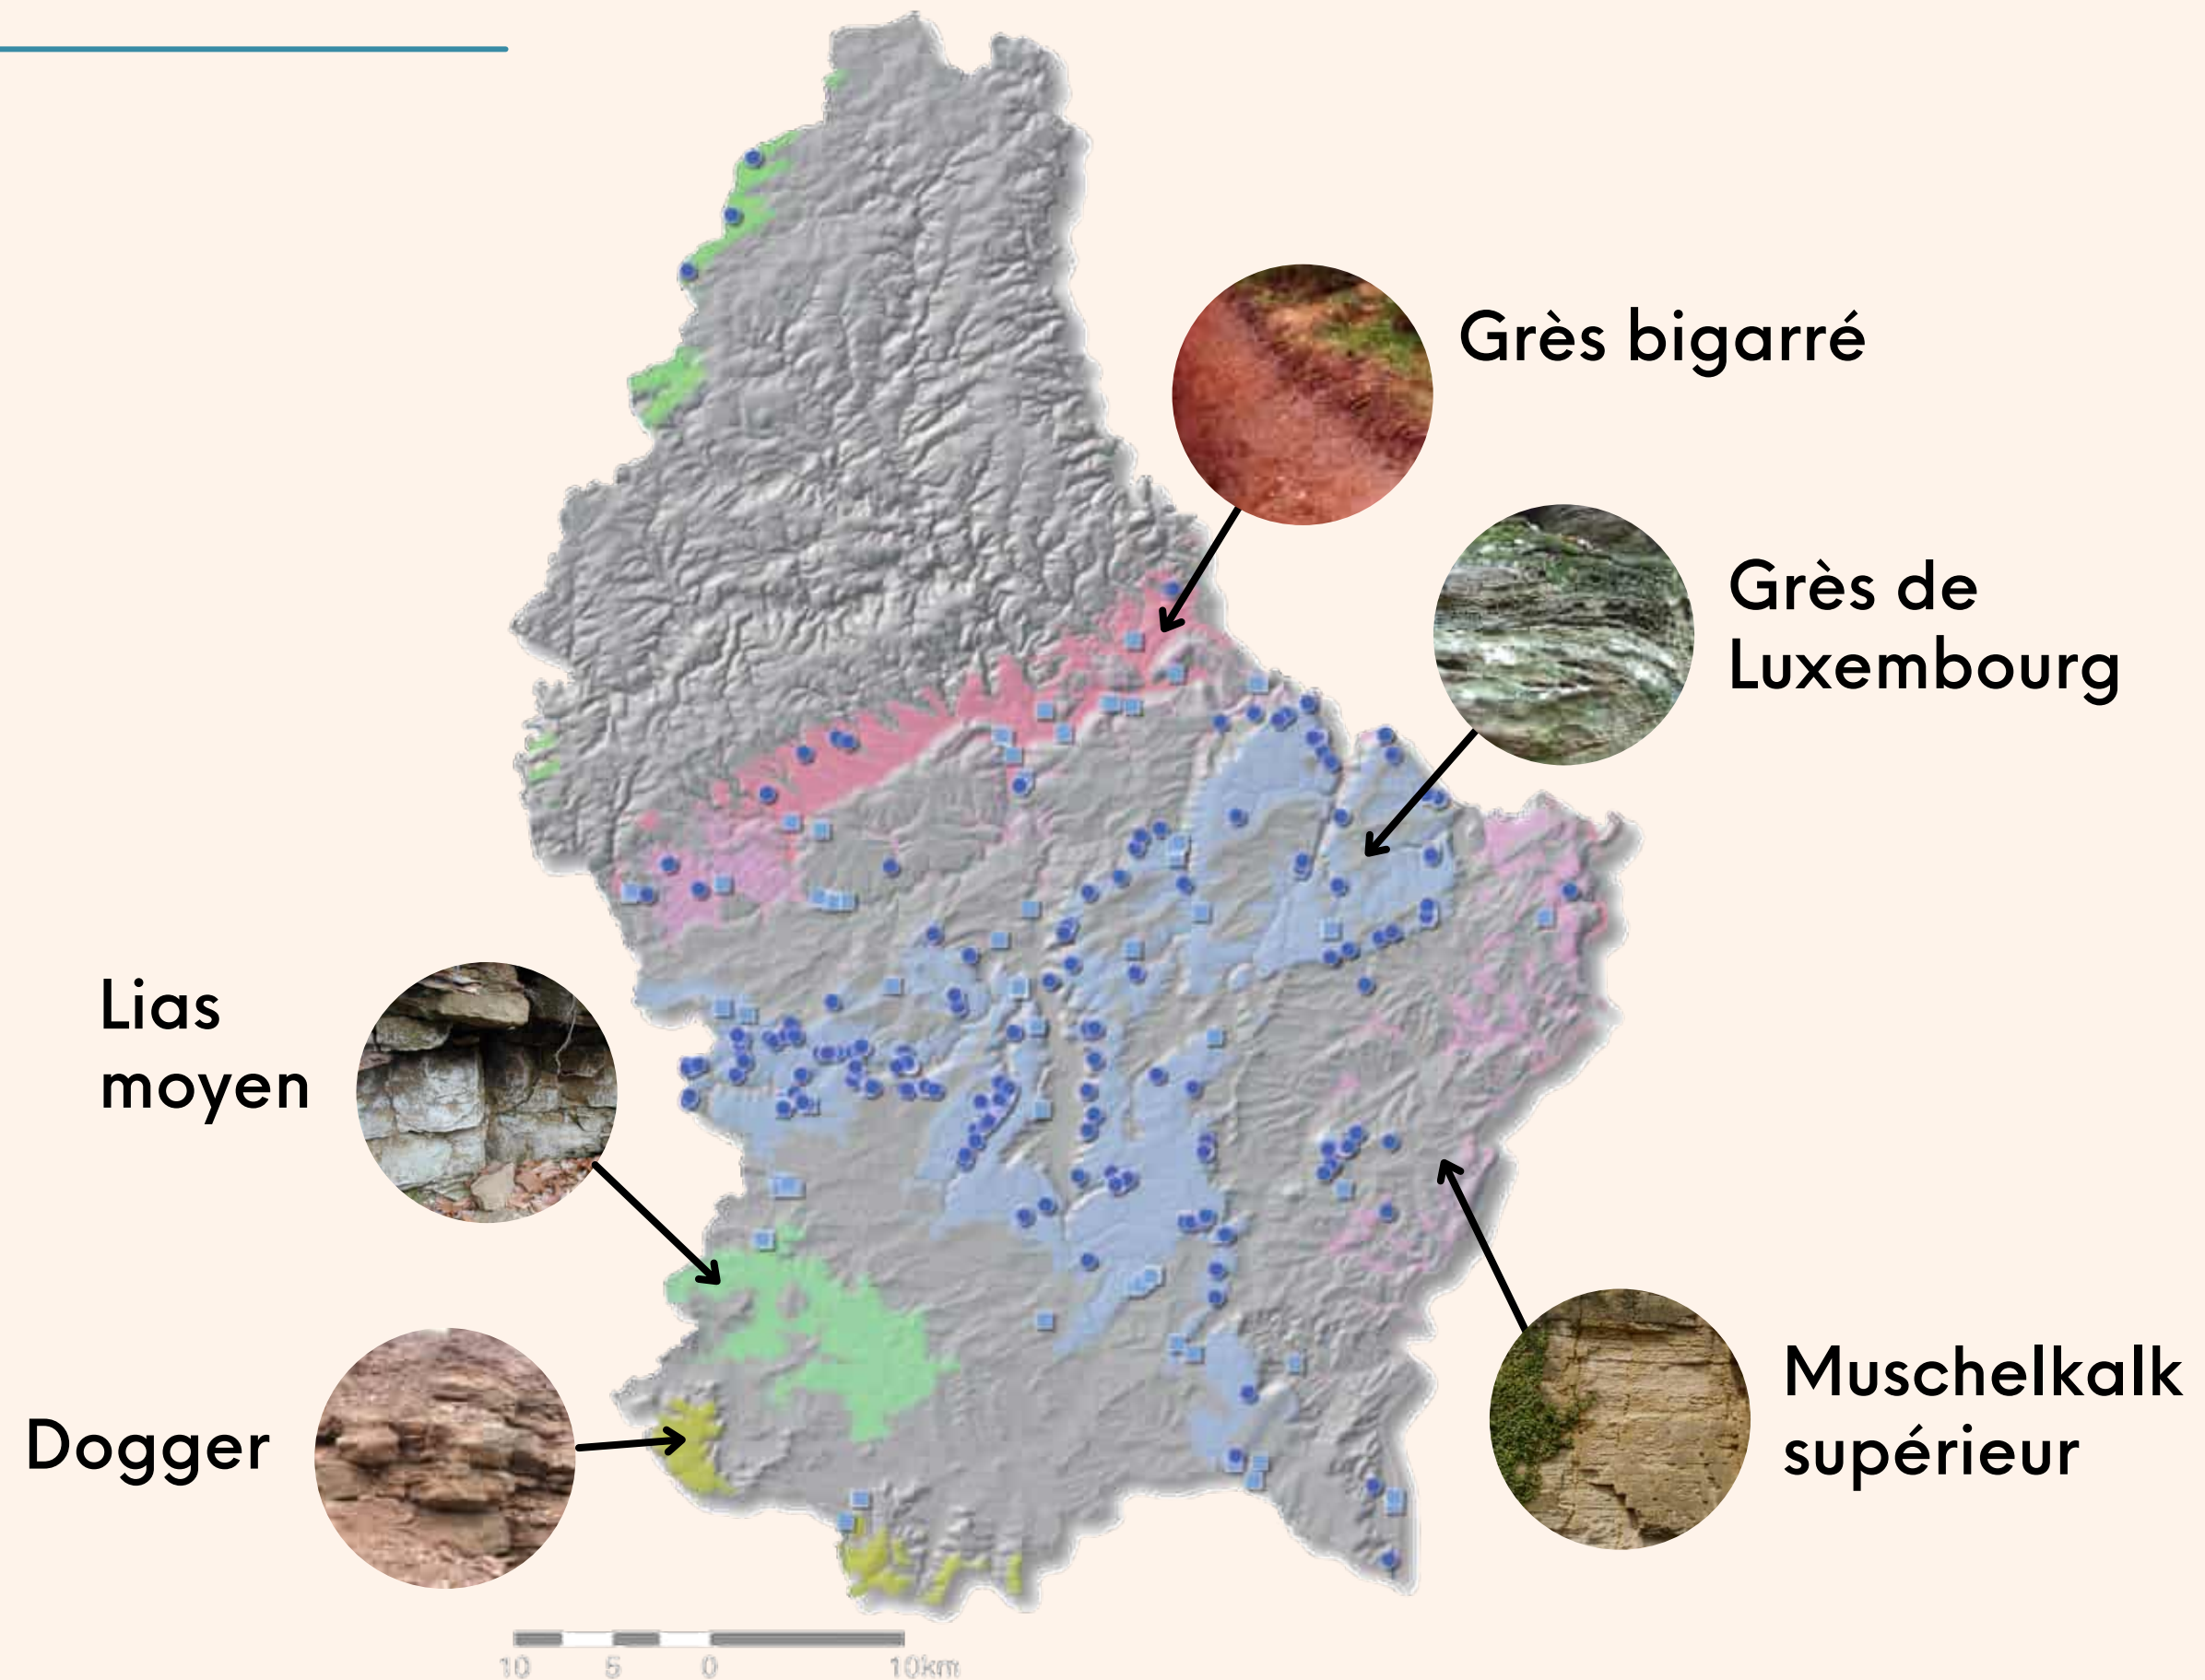 Grès bigarré
Grès de
Luxembourg
Lias
moyen
Dogger
Muschelkalk
supérieur
10 5 0 10km